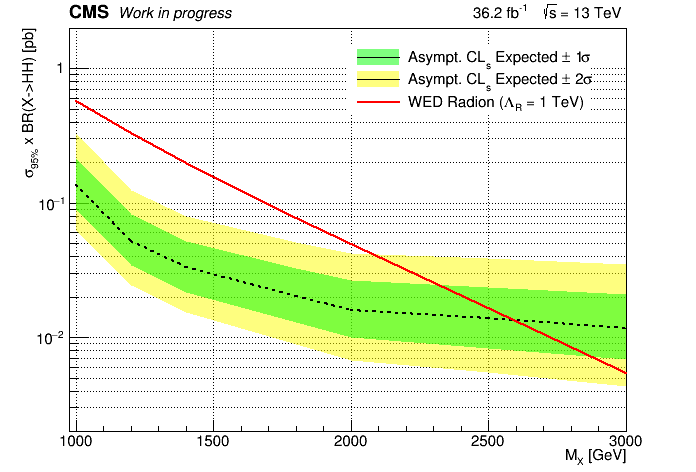 CMS Work in progress 36.2 fb⁻¹ √s = 13 TeV
σ95% x BR(X->HH) [pb]
Asympt. CLs Expected ± 1σ
Asympt. CLs Expected ± 2σ
WED Radion (ΛR = 1 TeV)
1
10⁻¹
10⁻²
1000 1500 2000 2500 3000
MX [GeV]